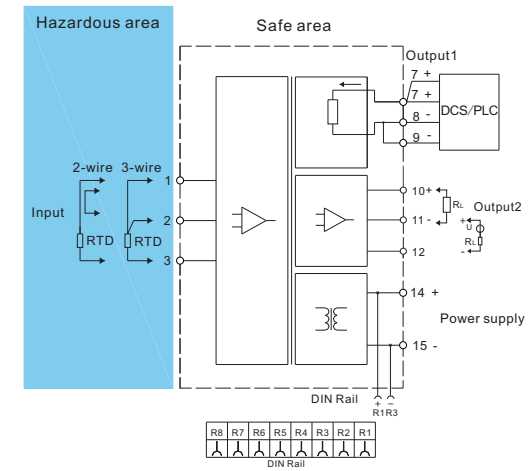 Hazardous area
Safe area
Output1
7 +
7 +
DCS/PLC
8 -
9 -
2-wire 3-wire
1
10+
RL
Output2
Input
2
11 -
+
U
RTD
RTD
RL
-
3
12
14 +
Power supply
15 -
DIN Rail
+ −
R1 R3
R8 R7 R6 R5 R4 R3 R2 R1
DIN Rail